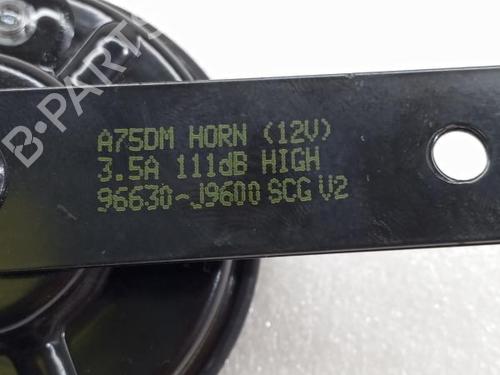 A75DM HORN (12V)
3.5A 111dB HIGH
96630-J9600 SCG V2
B-PARTS